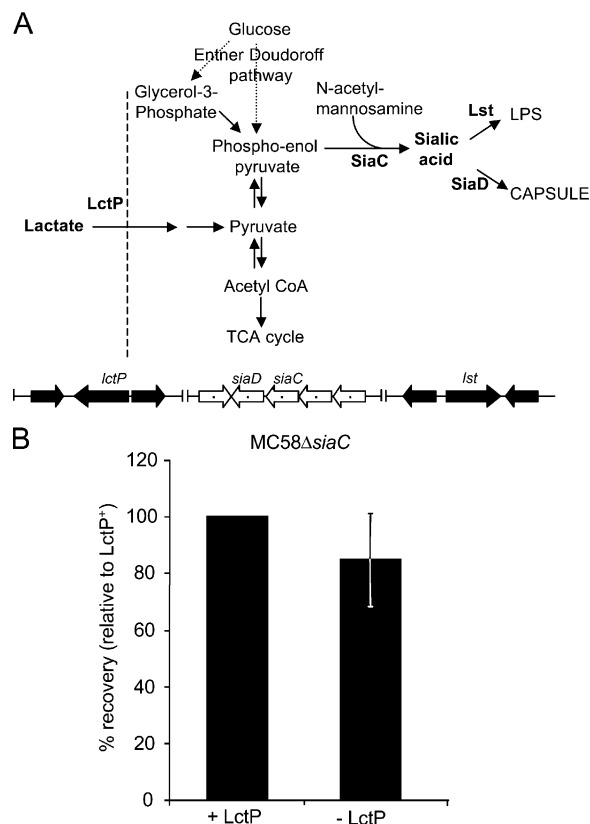 A
Glucose
Entner Doudoroff
pathway
Glycerol-3-
Phosphate
N-acetyl-
mannosamine
Phospho-enol
pyruvate
SiaC
Sialic
acid
Lst
LPS
SiaD
CAPSULE
LctP
Lactate
Pyruvate
Acetyl CoA
TCA cycle
lctP
siaD
siaC
lst
B
MC58ΔsiaC
% recovery (relative to LctP⁺)
120
100
80
60
40
20
0
+ LctP
- LctP